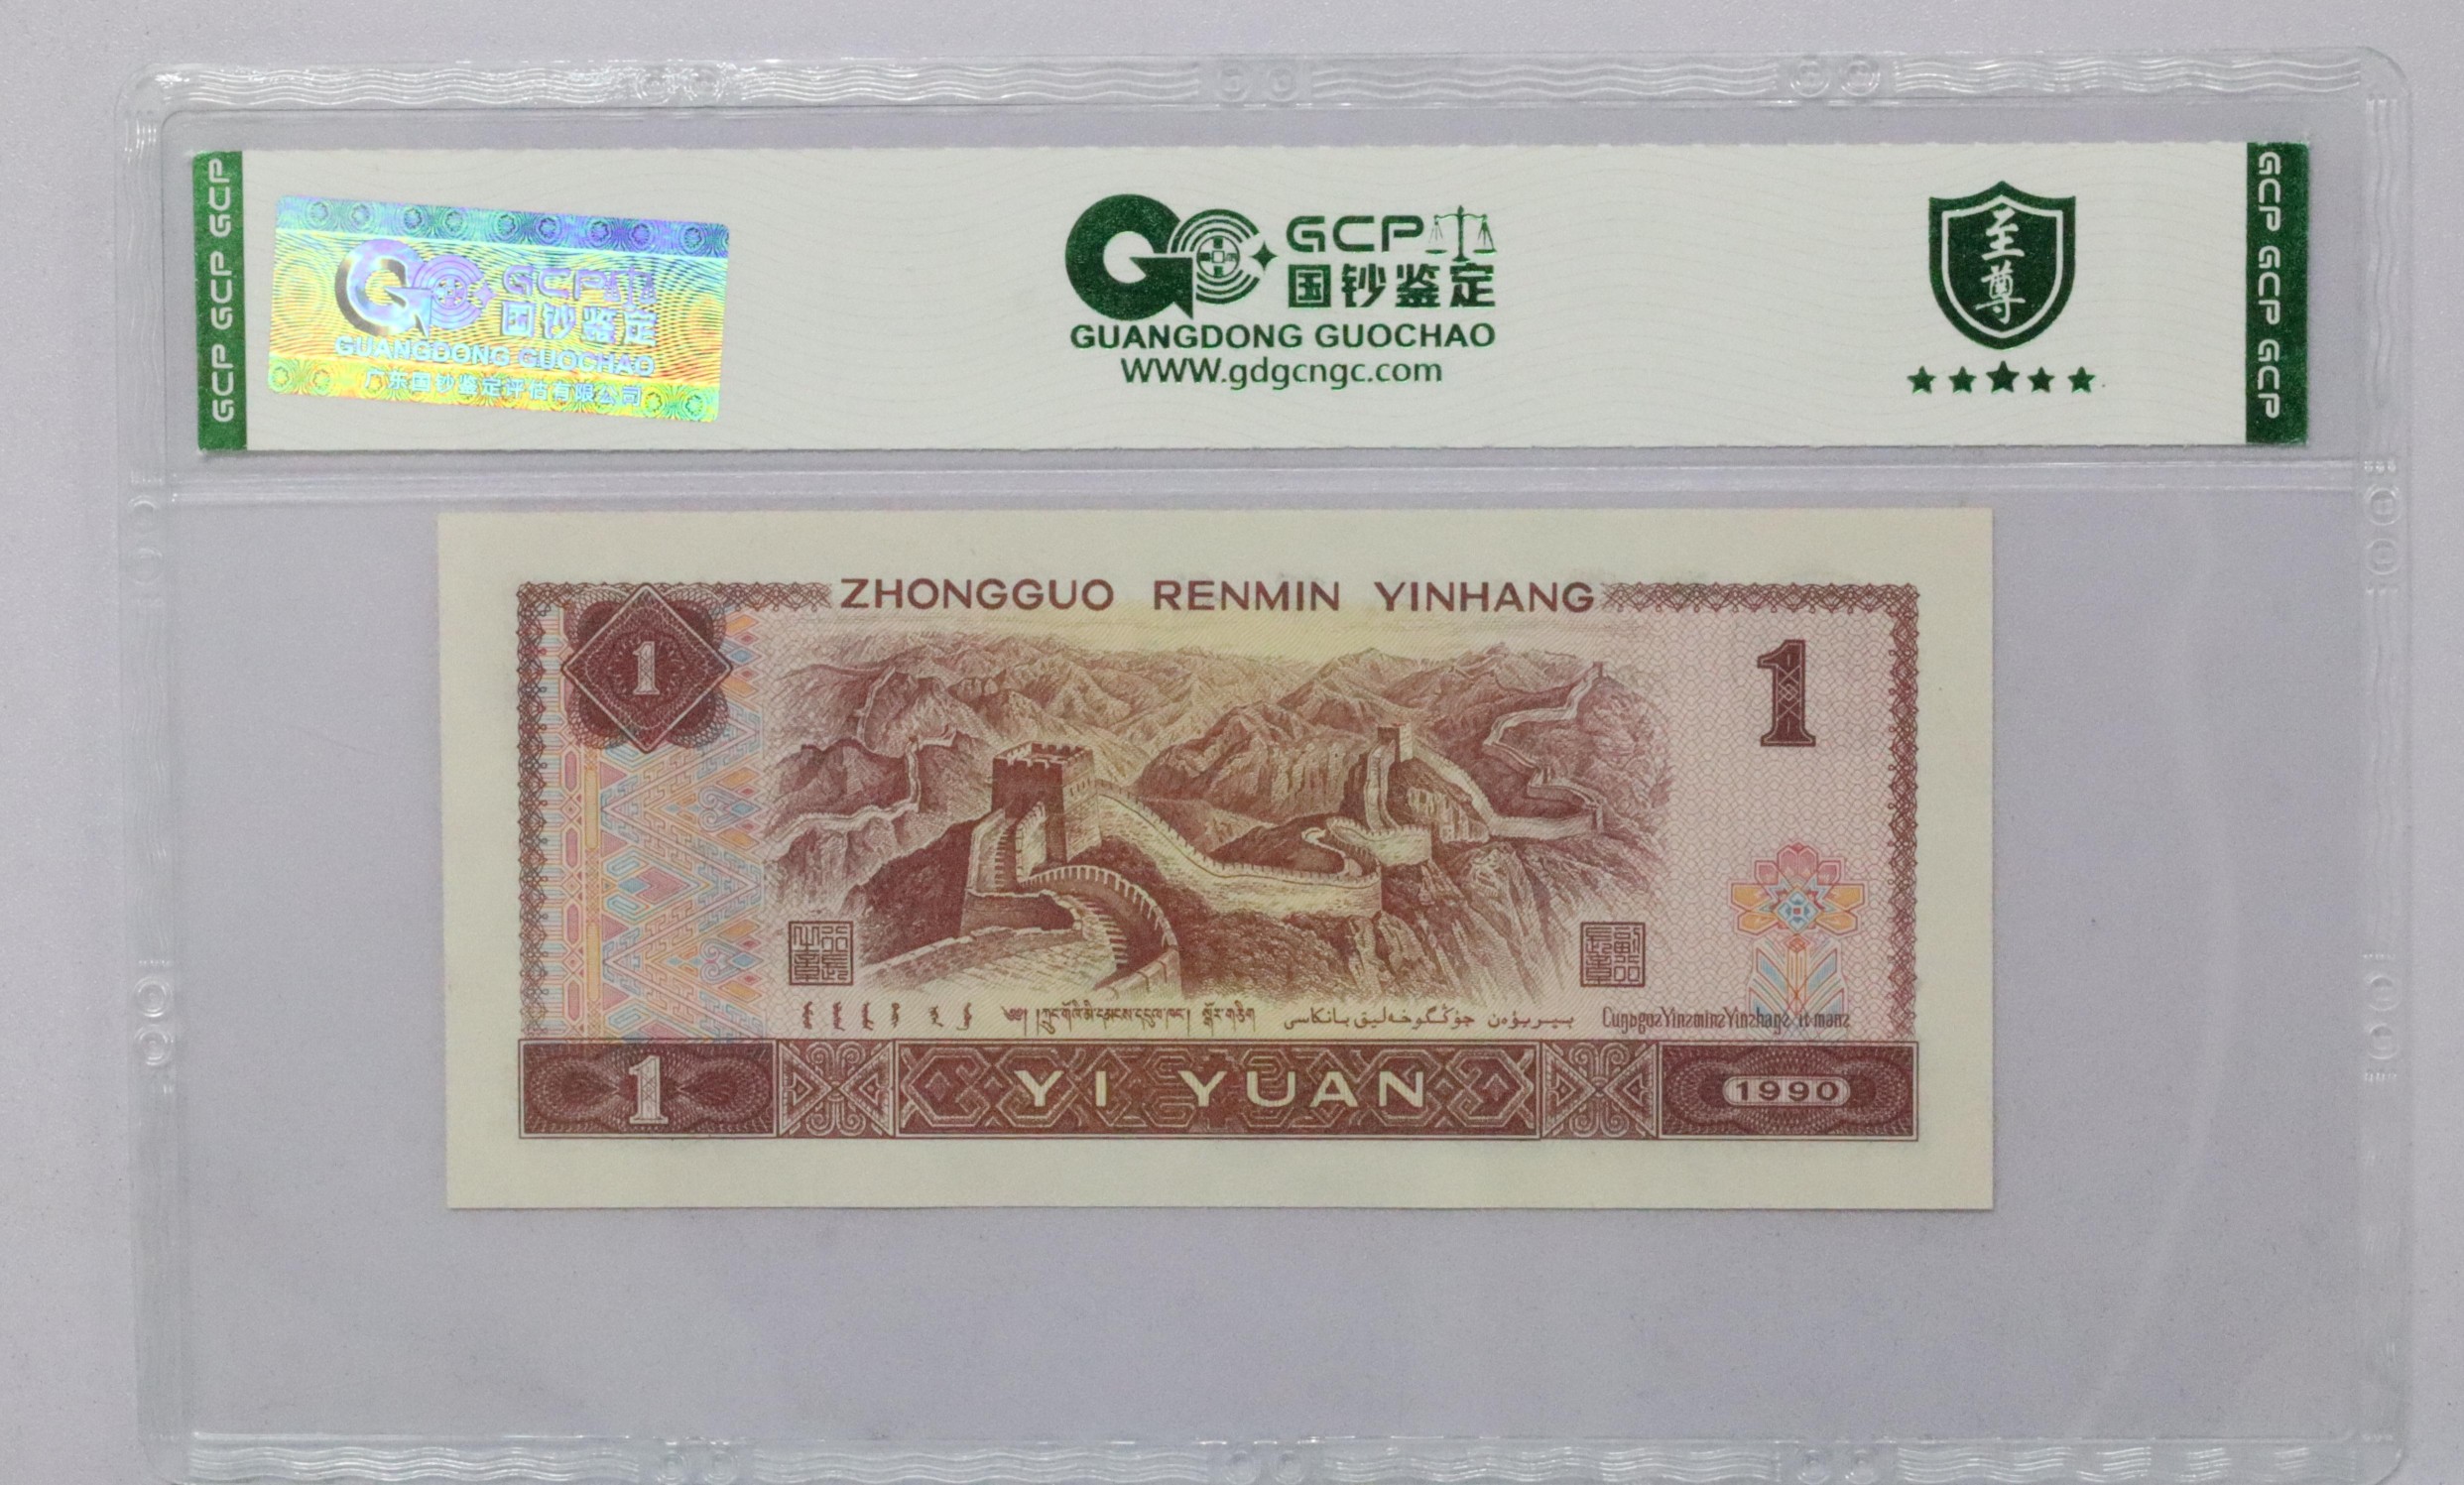 GCP GCP GCP
GCP
国钞鉴定
GUANGDONG GUOCHAO
广东国钞鉴定评估有限公司
GCP
国钞鉴定
GUANGDONG GUOCHAO
WWW.gdgcngc.com
至尊
GCP GCP GCP
ZHONGGUO RENMIN YINHANG
1
1
1
YI YUAN
1990